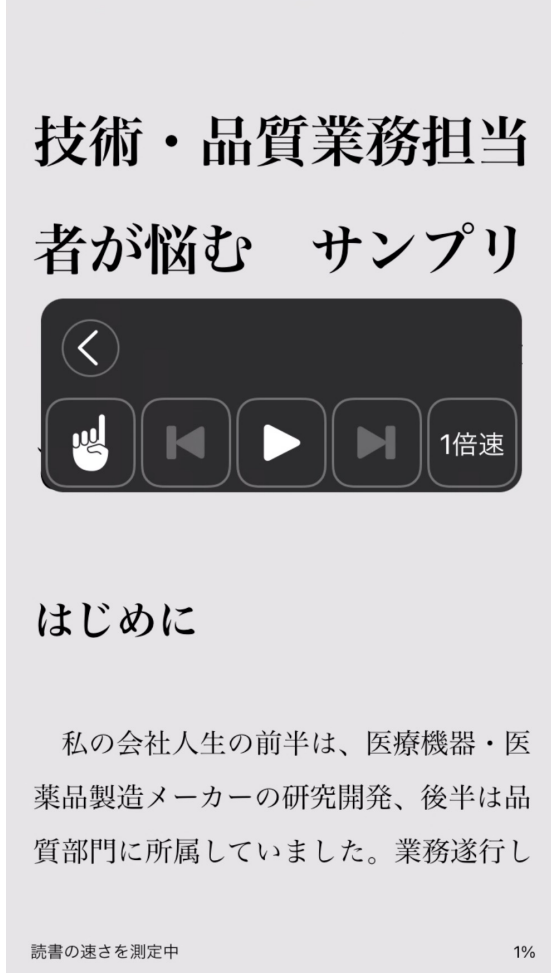 技術・品質業務担当
者が悩む　サンプリ
1倍速
はじめに
私の会社人生の前半は、医療機器・医
薬品製造メーカーの研究開発、後半は品
質部門に所属していました。業務遂行し
読書の速さを測定中
1%